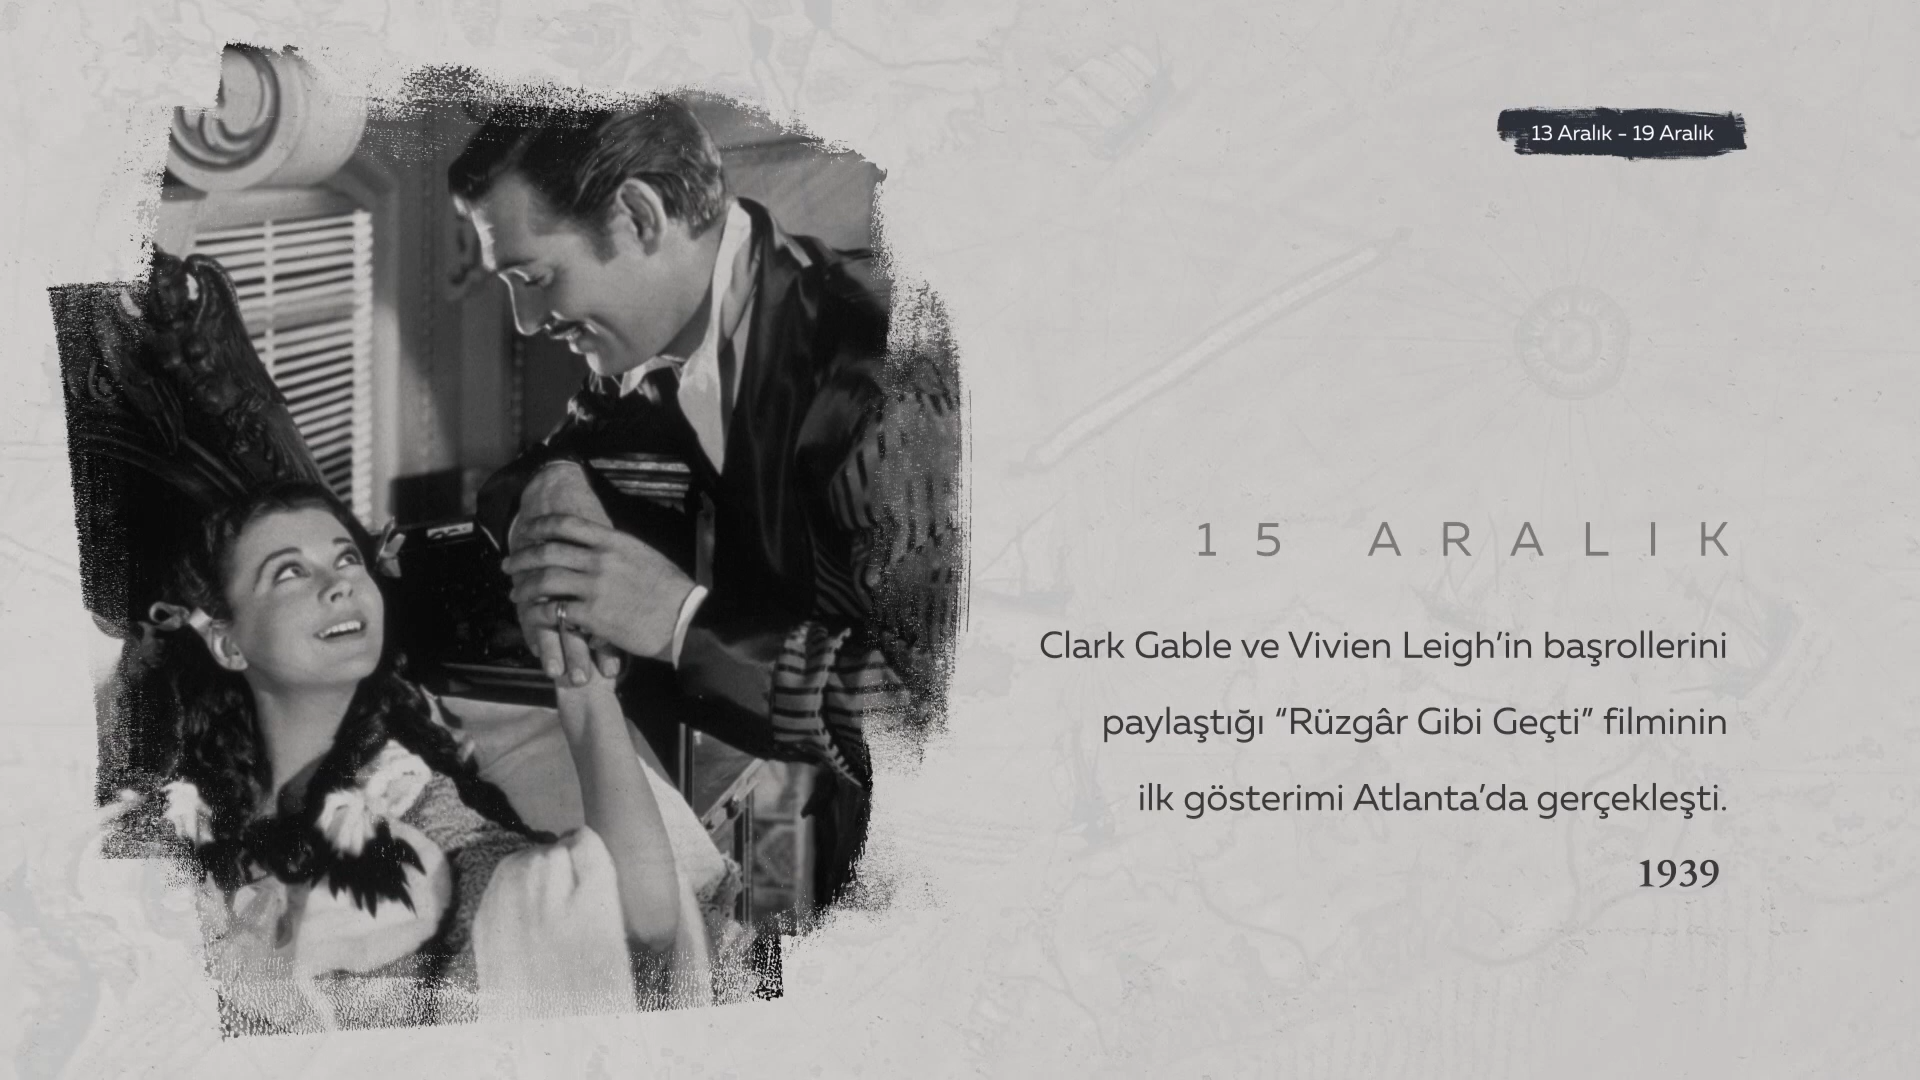 13 Aralık - 19 Aralık
15 ARALIK
Clark Gable ve Vivien Leigh’in başrollerini
paylaştığı “Rüzgâr Gibi Geçti” filminin
ilk gösterimi Atlanta’da gerçekleşti.
1939